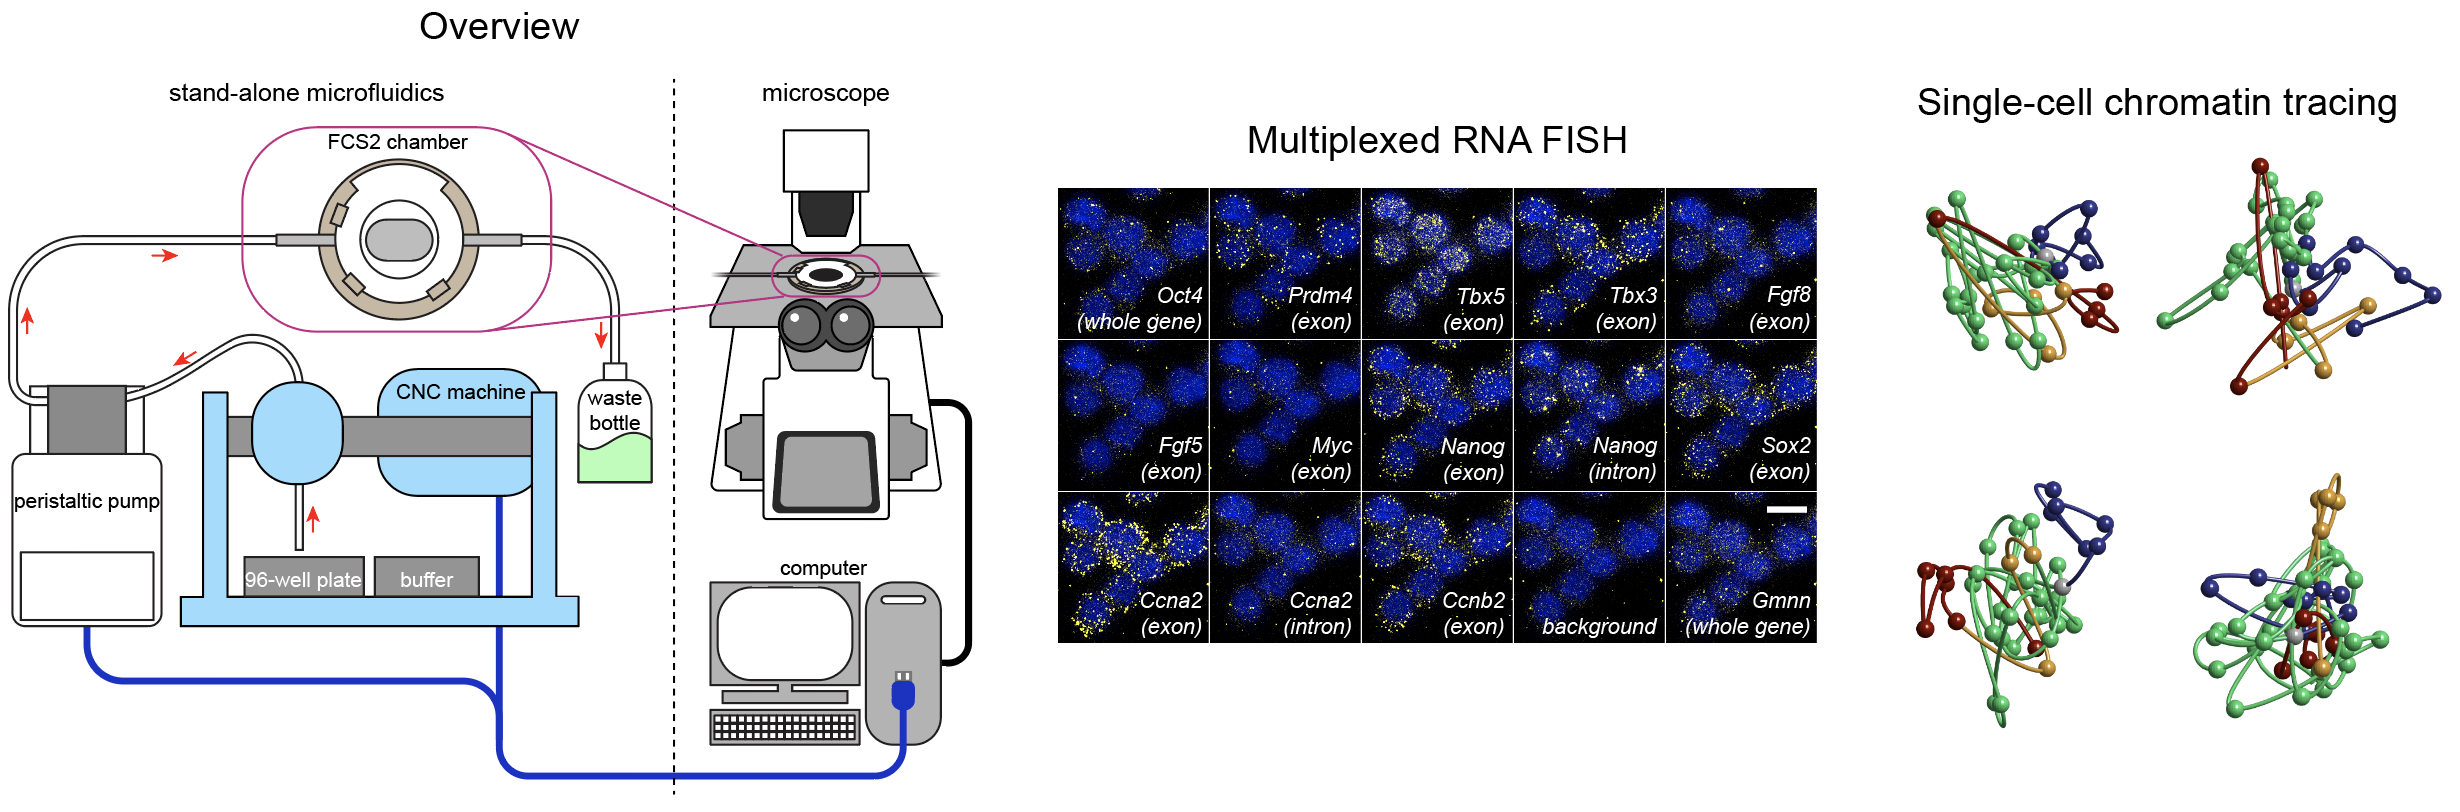 Overview
stand-alone microfluidics
microscope
FCS2 chamber
CNC machine
waste
bottle
peristaltic pump
96-well plate
buffer
computer
Multiplexed RNA FISH
Oct4
(whole gene)
Prdm4
(exon)
Tbx5
(exon)
Tbx3
(exon)
Fgf8
(exon)
Fgf5
(exon)
Myc
(exon)
Nanog
(exon)
Nanog
(intron)
Sox2
(exon)
Ccna2
(exon)
Ccna2
(intron)
Ccnb2
(exon)
background
Gmnn
(whole gene)
Single-cell chromatin tracing